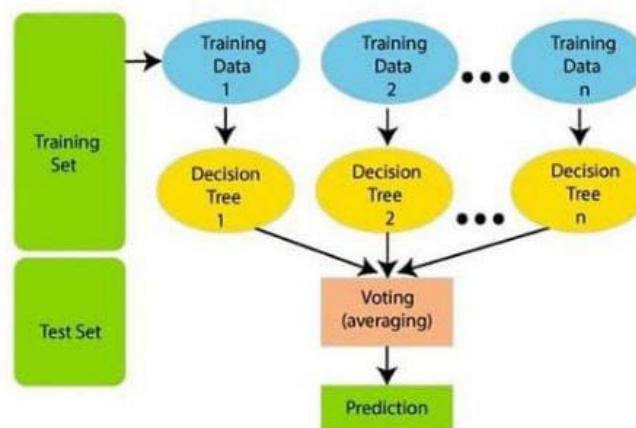 Training
Set
Test Set
Training
Data
1
Training
Data
2
Training
Data
n
Decision
Tree
1
Decision
Tree
2
Decision
Tree
n
Voting
(averaging)
Prediction